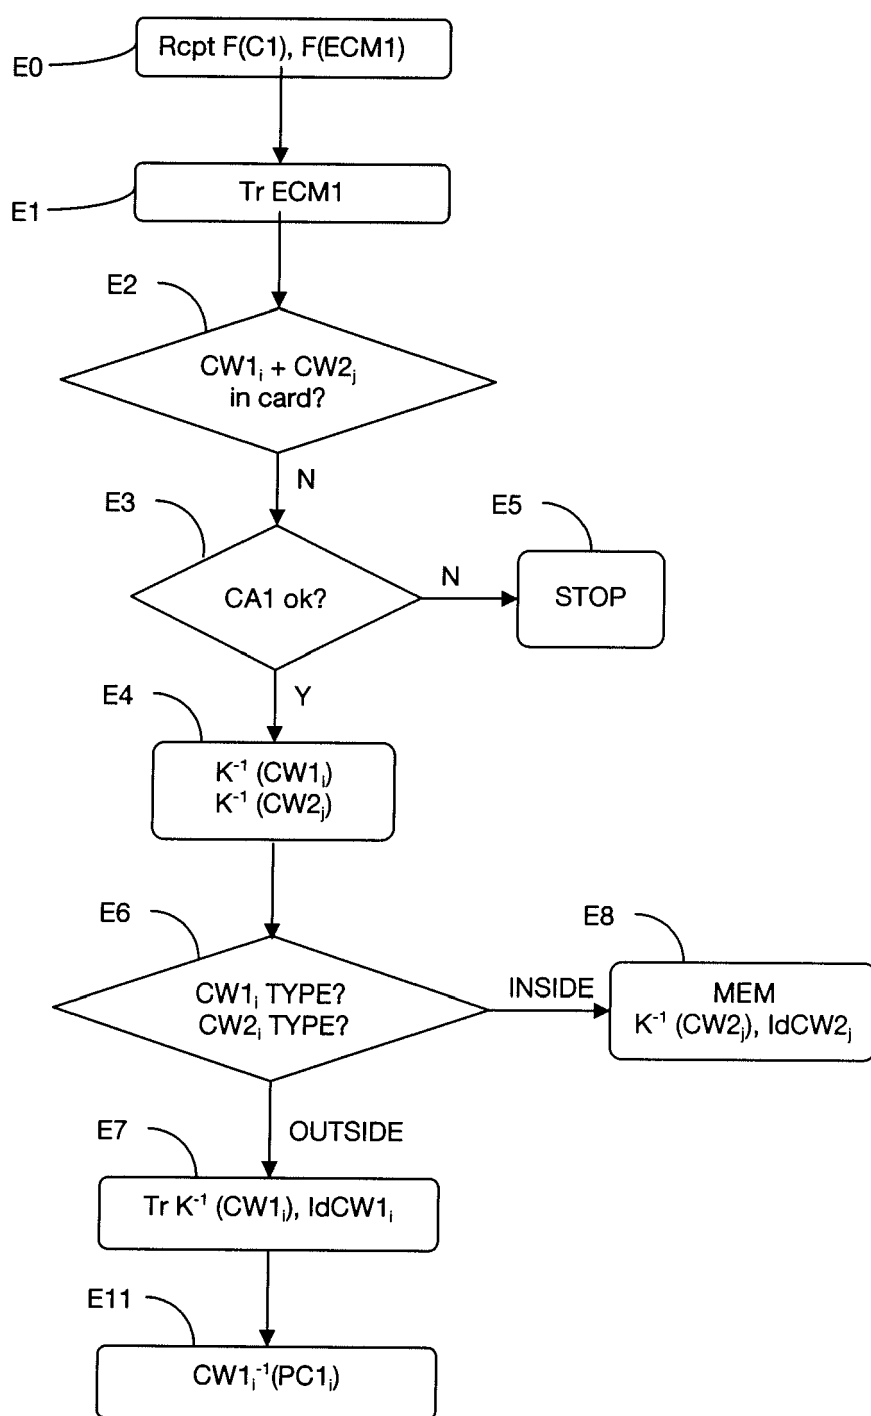 Rcpt F(C1), F(ECM1)
E0
Tr ECM1
E1
E2
CW1ᵢ + CW2ⱼ
in card?
N
E3
E5
CA1 ok?
N
STOP
Y
E4
K⁻¹ (CW1ᵢ)
K⁻¹ (CW2ⱼ)
E6
E8
CW1ᵢ TYPE?
CW2ᵢ TYPE?
INSIDE
MEM
K⁻¹ (CW2ⱼ), IdCW2ⱼ
OUTSIDE
E7
Tr K⁻¹ (CW1ᵢ), IdCW1ᵢ
E11
CW1ᵢ⁻¹(PC1ᵢ)